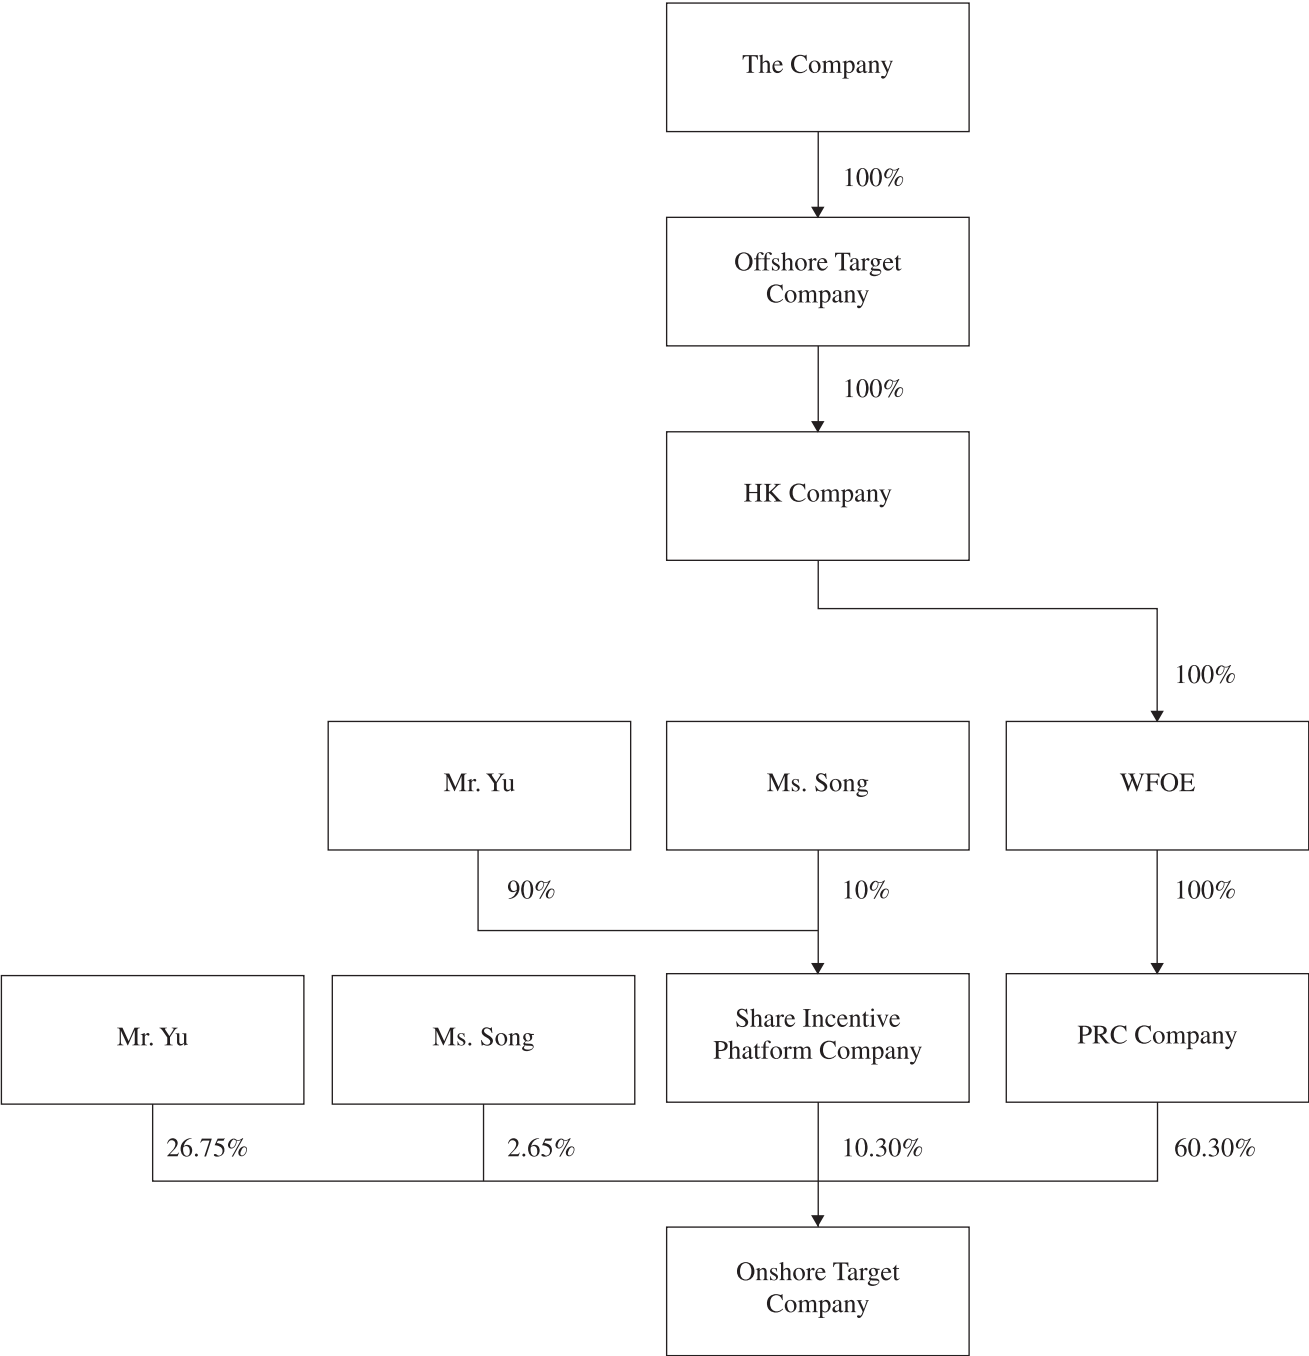 The Company
100%
Offshore Target
Company
100%
HK Company
100%
Mr. Yu
Ms. Song
WFOE
90%
10%
100%
Mr. Yu
Ms. Song
Share Incentive
Phatform Company
PRC Company
26.75%
2.65%
10.30%
60.30%
Onshore Target
Company